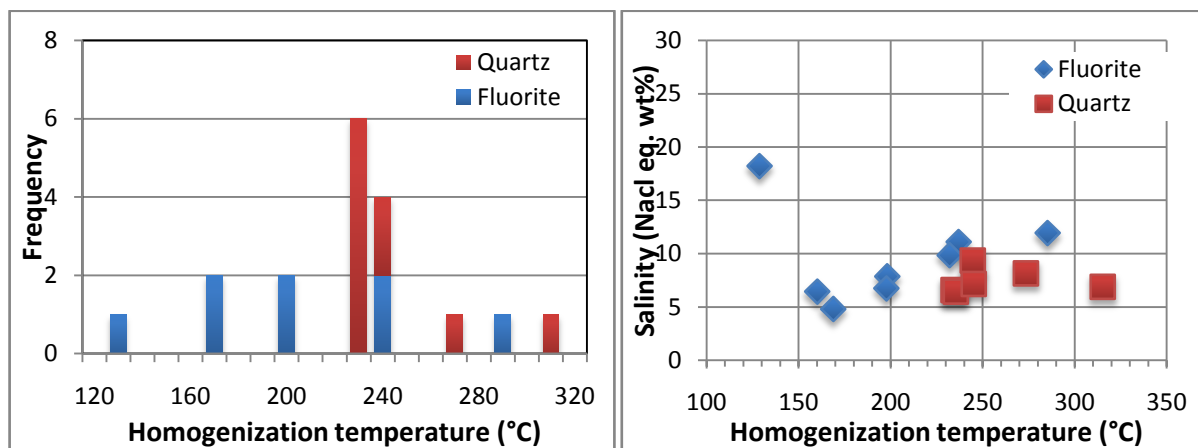 8
6
4
2
0
Frequency
Quartz
Fluorite
120 160 200 240 280 320
Homogenization temperature (°C)
30
25
20
15
10
5
0
Salinity (Nacl eq. wt%)
Fluorite
Quartz
100 150 200 250 300 350
Homogenization temperature (°C)